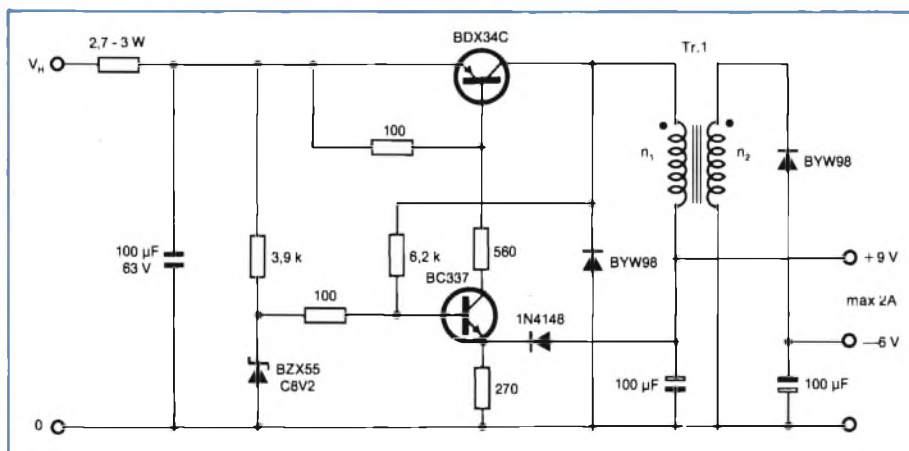 BDX34C
Tr.1
2,7 - 3 W
VH
100
n1
n2
BYW98
3,9 k
6,2 k
560
100 µF
63 V
BC337
BYW98
+9 V
100
1N4148
max 2A
—6 V
BZX55
C8V2
270
100 µF
100 µF
0